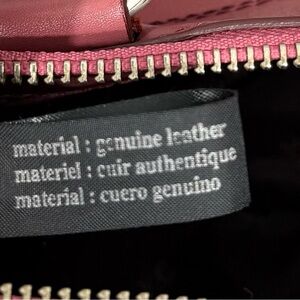 material : genuine leather
materiel : cuir authentique
material : cuero genuino